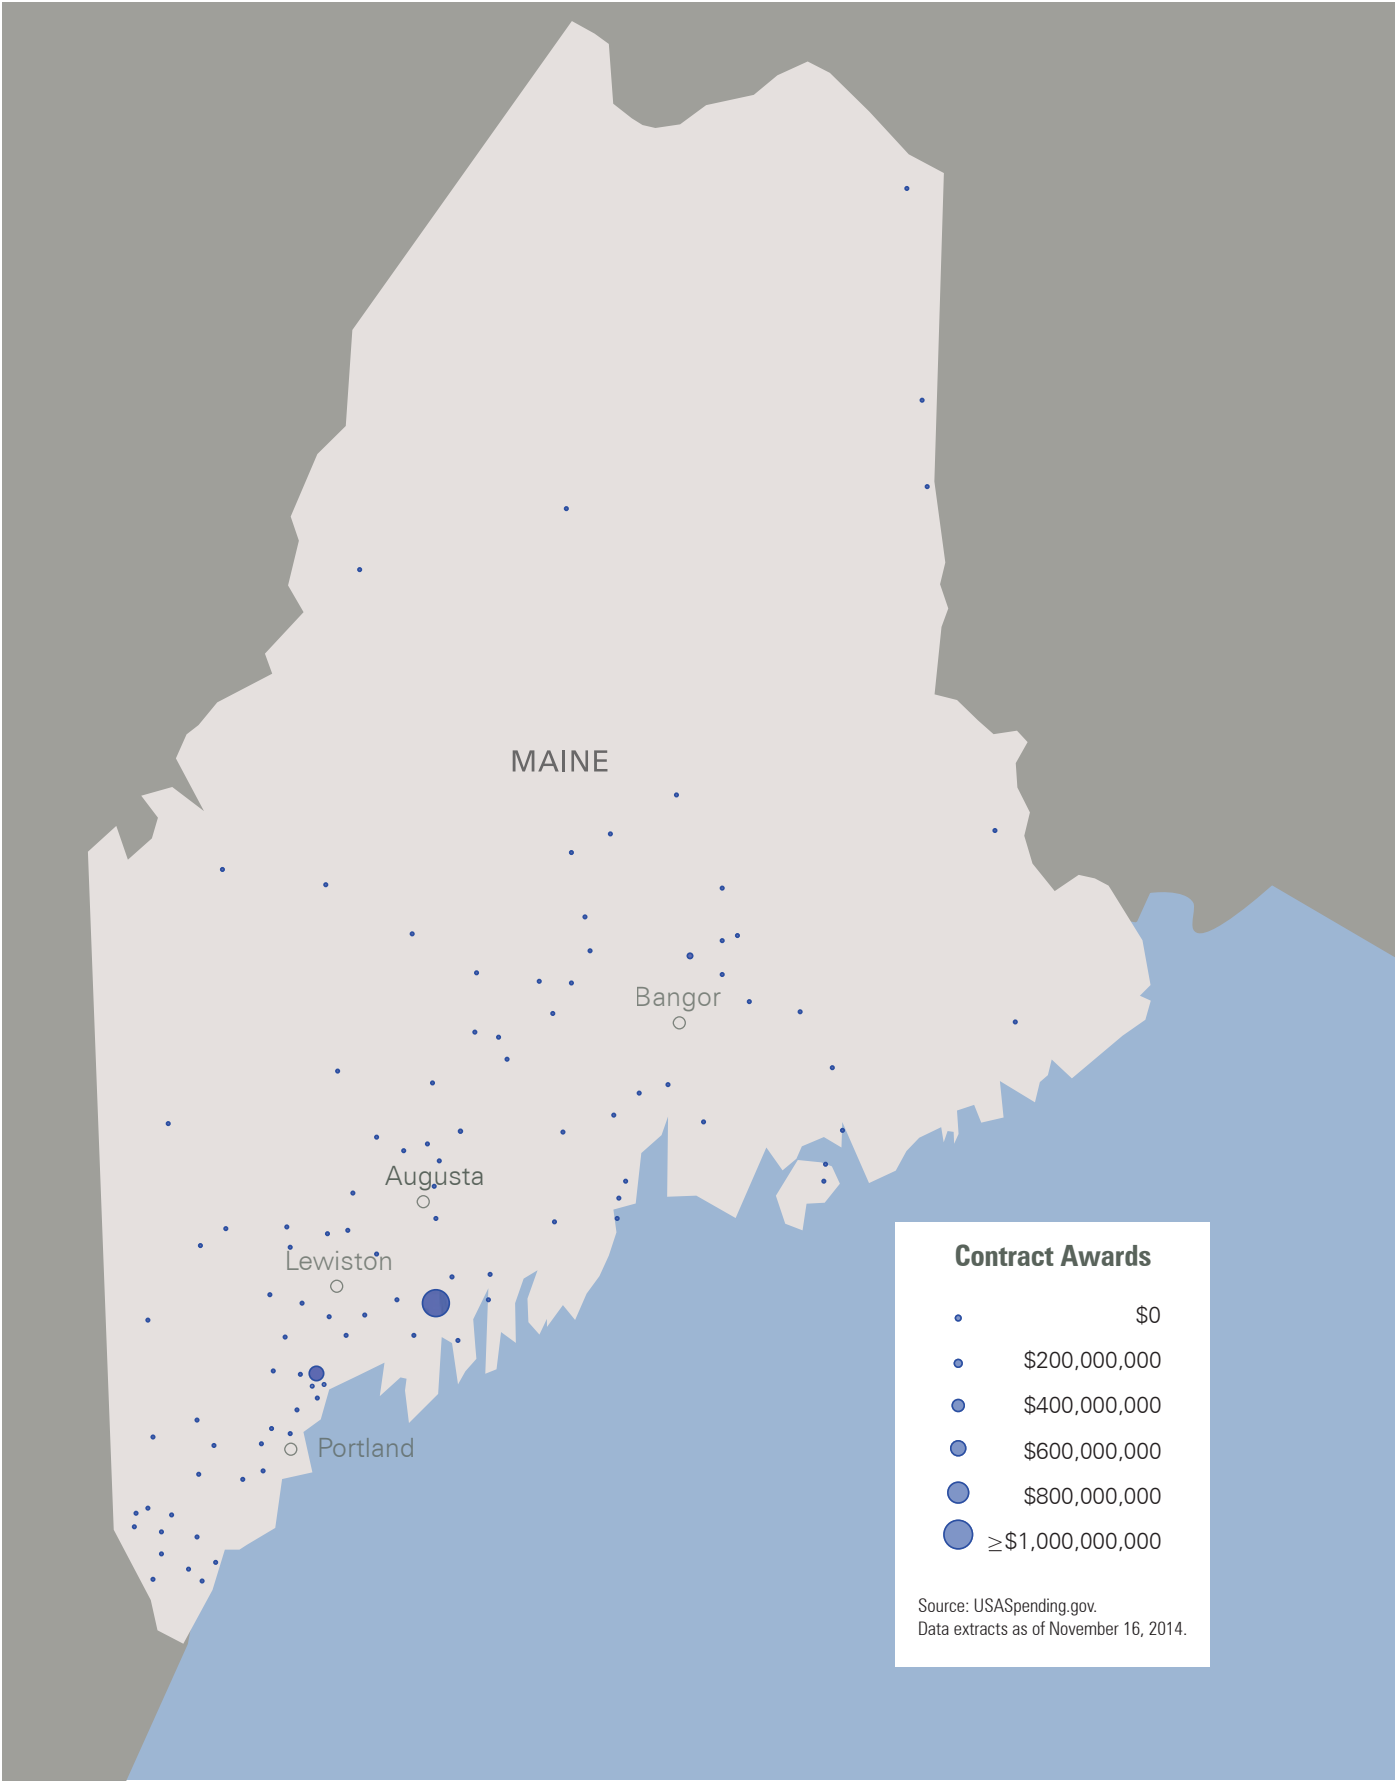 MAINE
Bangor
Augusta
Lewiston
Portland
Contract Awards
$0
$200,000,000
$400,000,000
$600,000,000
$800,000,000
≥$1,000,000,000
Source: USASpending.gov.
Data extracts as of November 16, 2014.